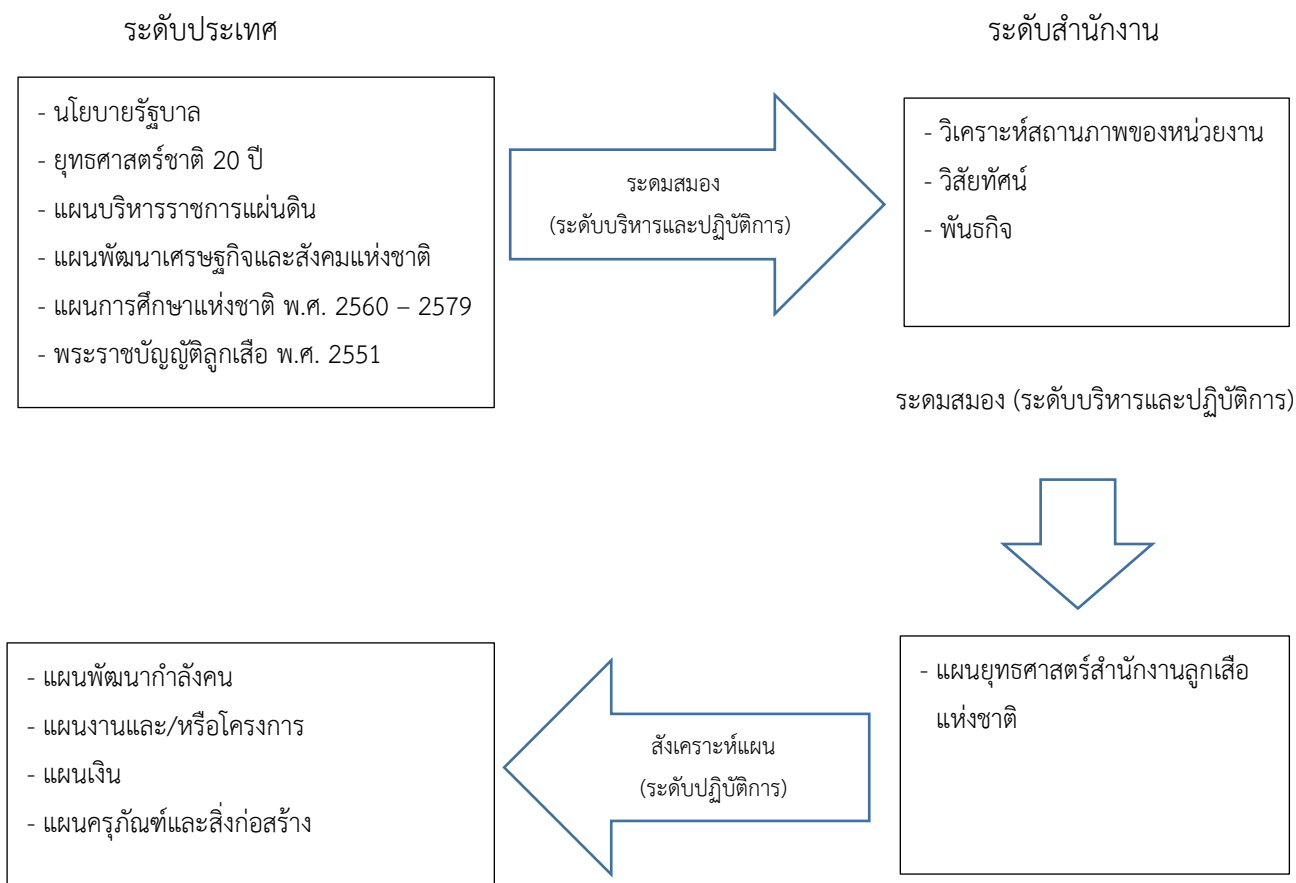 ระดับประเทศ
ระดับสำนักงาน
- นโยบายรัฐบาล
- ยุทธศาสตร์ชาติ 20 ปี
- แผนบริหารราชการแผ่นดิน
- แผนพัฒนาเศรษฐกิจและสังคมแห่งชาติ
- แผนการศึกษาแห่งชาติ พ.ศ. 2560 – 2579
- พระราชบัญญัติลูกเสือ พ.ศ. 2551
ระดมสมอง
(ระดับบริหารและปฏิบัติการ)
- วิเคราะห์สถานภาพของหน่วยงาน
- วิสัยทัศน์
- พันธกิจ
ระดมสมอง (ระดับบริหารและปฏิบัติการ)
- แผนยุทธศาสตร์สำนักงานลูกเสือ
แห่งชาติ
สังเคราะห์แผน
(ระดับปฏิบัติการ)
- แผนพัฒนากำลังคน
- แผนงานและ/หรือโครงการ
- แผนเงิน
- แผนครุภัณฑ์และสิ่งก่อสร้าง